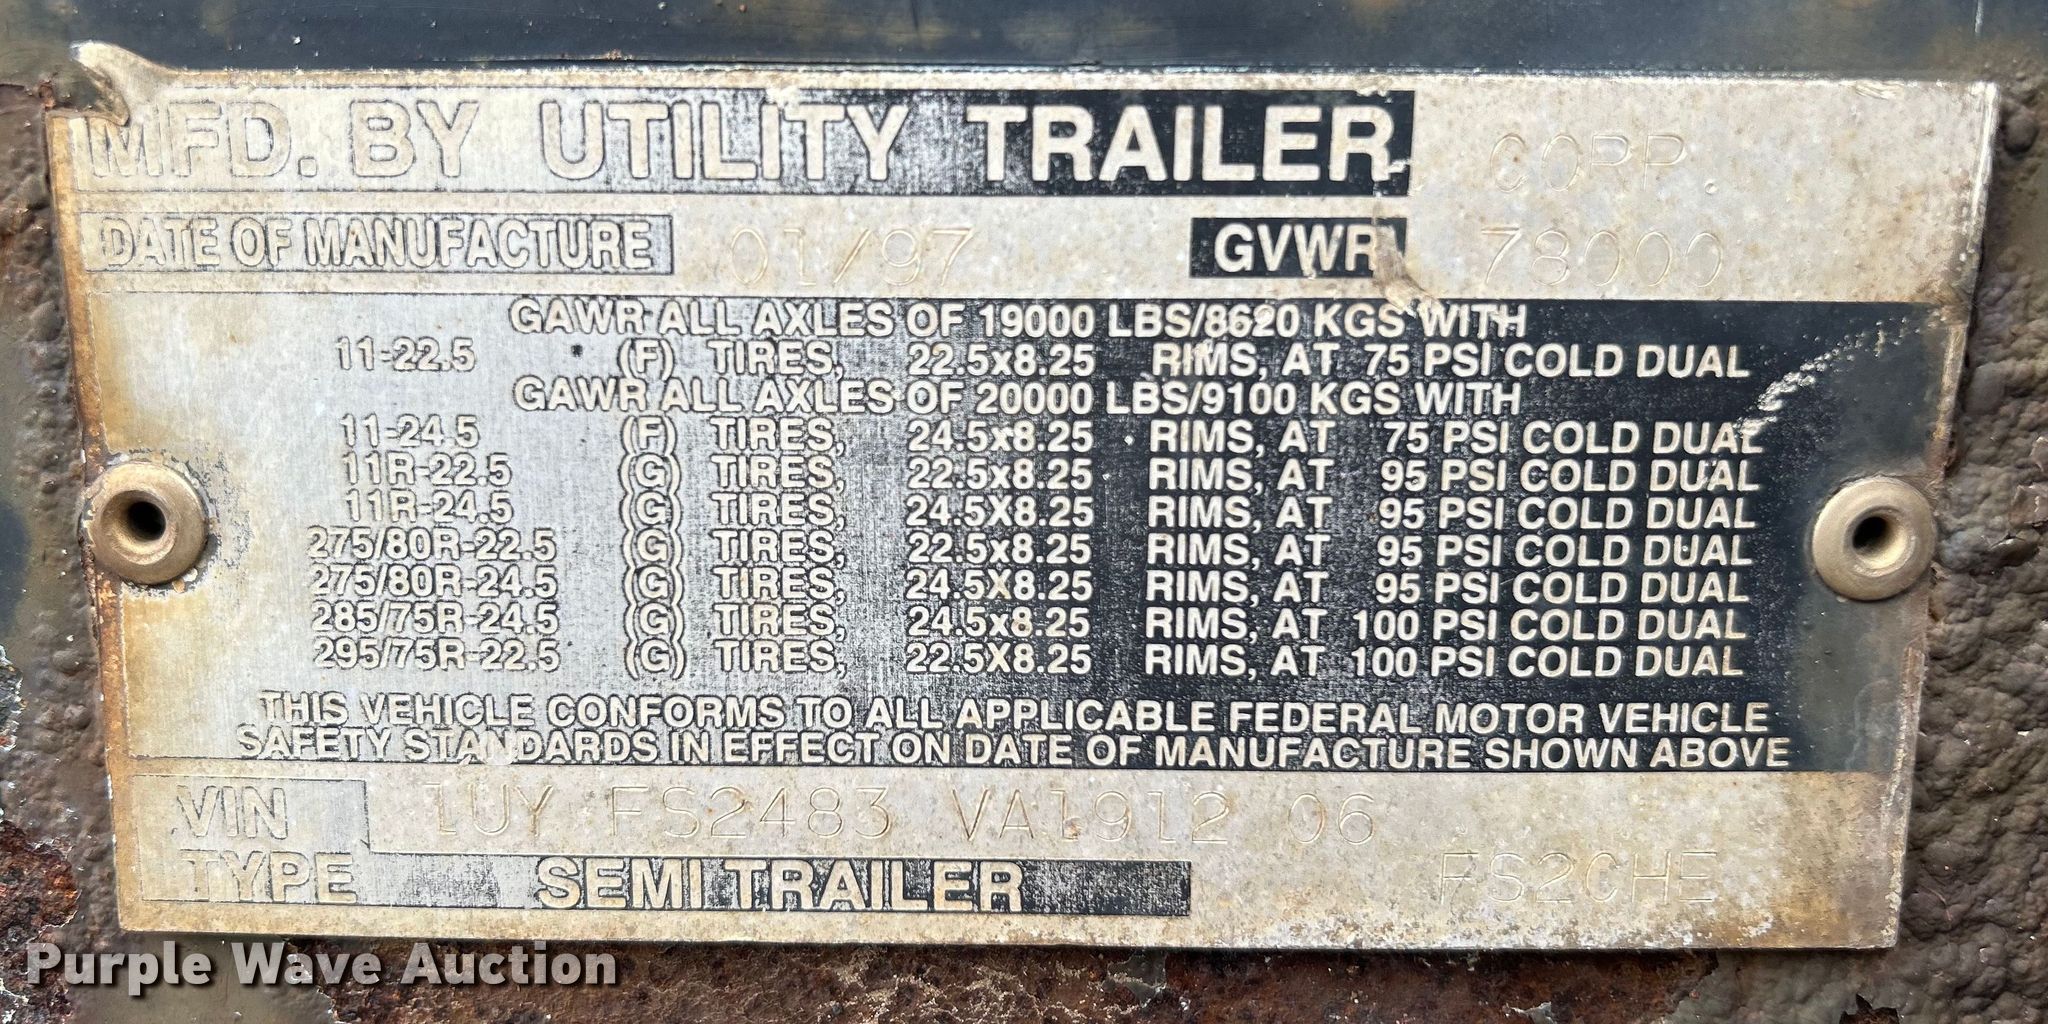 MFD. BY UTILITY TRAILER CORP.
DATE OF MANUFACTURE 01/97 GVWR 78000
GAWR ALL AXLES OF 19000 LBS/8620 KGS WITH
11-22.5 (F) TIRES, 22.5x8.25 RIMS, AT 75 PSI COLD DUAL
GAWR ALL AXLES OF 20000 LBS/9100 KGS WITH
11-24.5 (F) TIRES, 24.5x8.25 RIMS, AT 75 PSI COLD DUAL
11R-22.5 (G) TIRES, 22.5x8.25 RIMS, AT 95 PSI COLD DUAL
11R-24.5 (G) TIRES, 24.5X8.25 RIMS, AT 95 PSI COLD DUAL
275/80R-22.5 (G) TIRES, 22.5x8.25 RIMS, AT 95 PSI COLD DUAL
275/80R-24.5 (G) TIRES, 24.5X8.25 RIMS, AT 95 PSI COLD DUAL
285/75R-24.5 (G) TIRES, 24.5x8.25 RIMS, AT 100 PSI COLD DUAL
295/75R-22.5 (G) TIRES, 22.5X8.25 RIMS, AT 100 PSI COLD DUAL
THIS VEHICLE CONFORMS TO ALL APPLICABLE FEDERAL MOTOR VEHICLE
SAFETY STANDARDS IN EFFECT ON DATE OF MANUFACTURE SHOWN ABOVE
VIN 1UY FS2483 VA1912 06
TYPE SEMI TRAILER FS2CHE
Purple Wave Auction